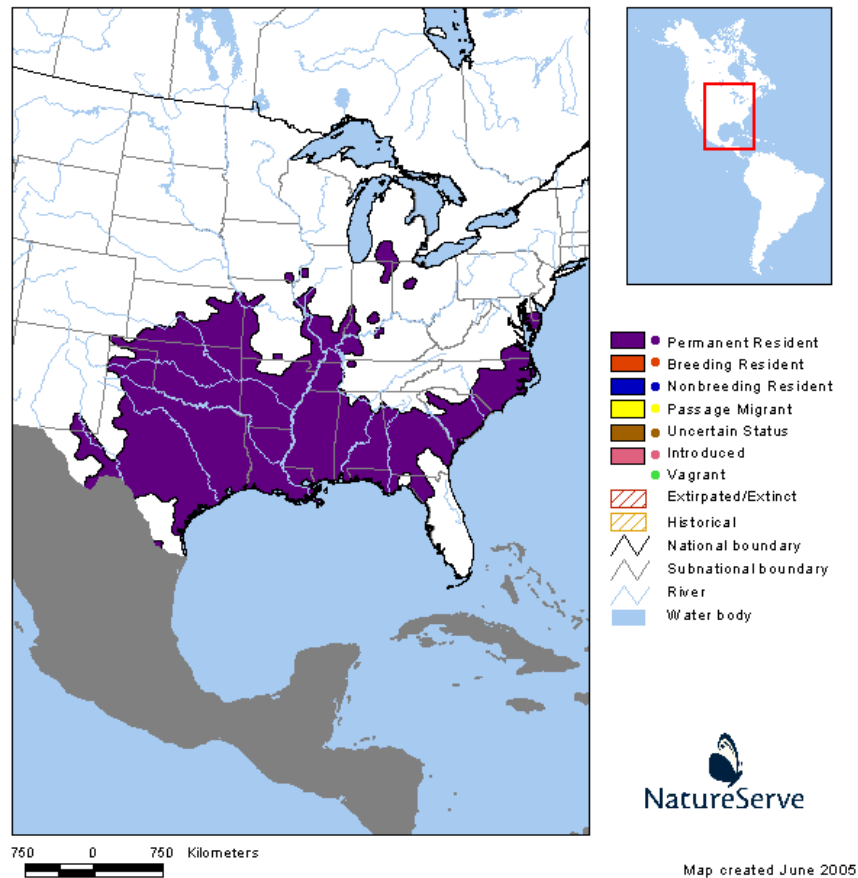 Permanent Resident
Breeding Resident
Nonbreeding Resident
Passage Migrant
Uncertain Status
Introduced
Vagrant
Extirpated/Extinct
Historical
National boundary
Subnational boundary
River
Water body
NatureServe
750 0 750 Kilometers
Map created June 2005